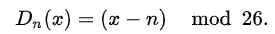 Dₙ(x) = (x − n) mod 26.